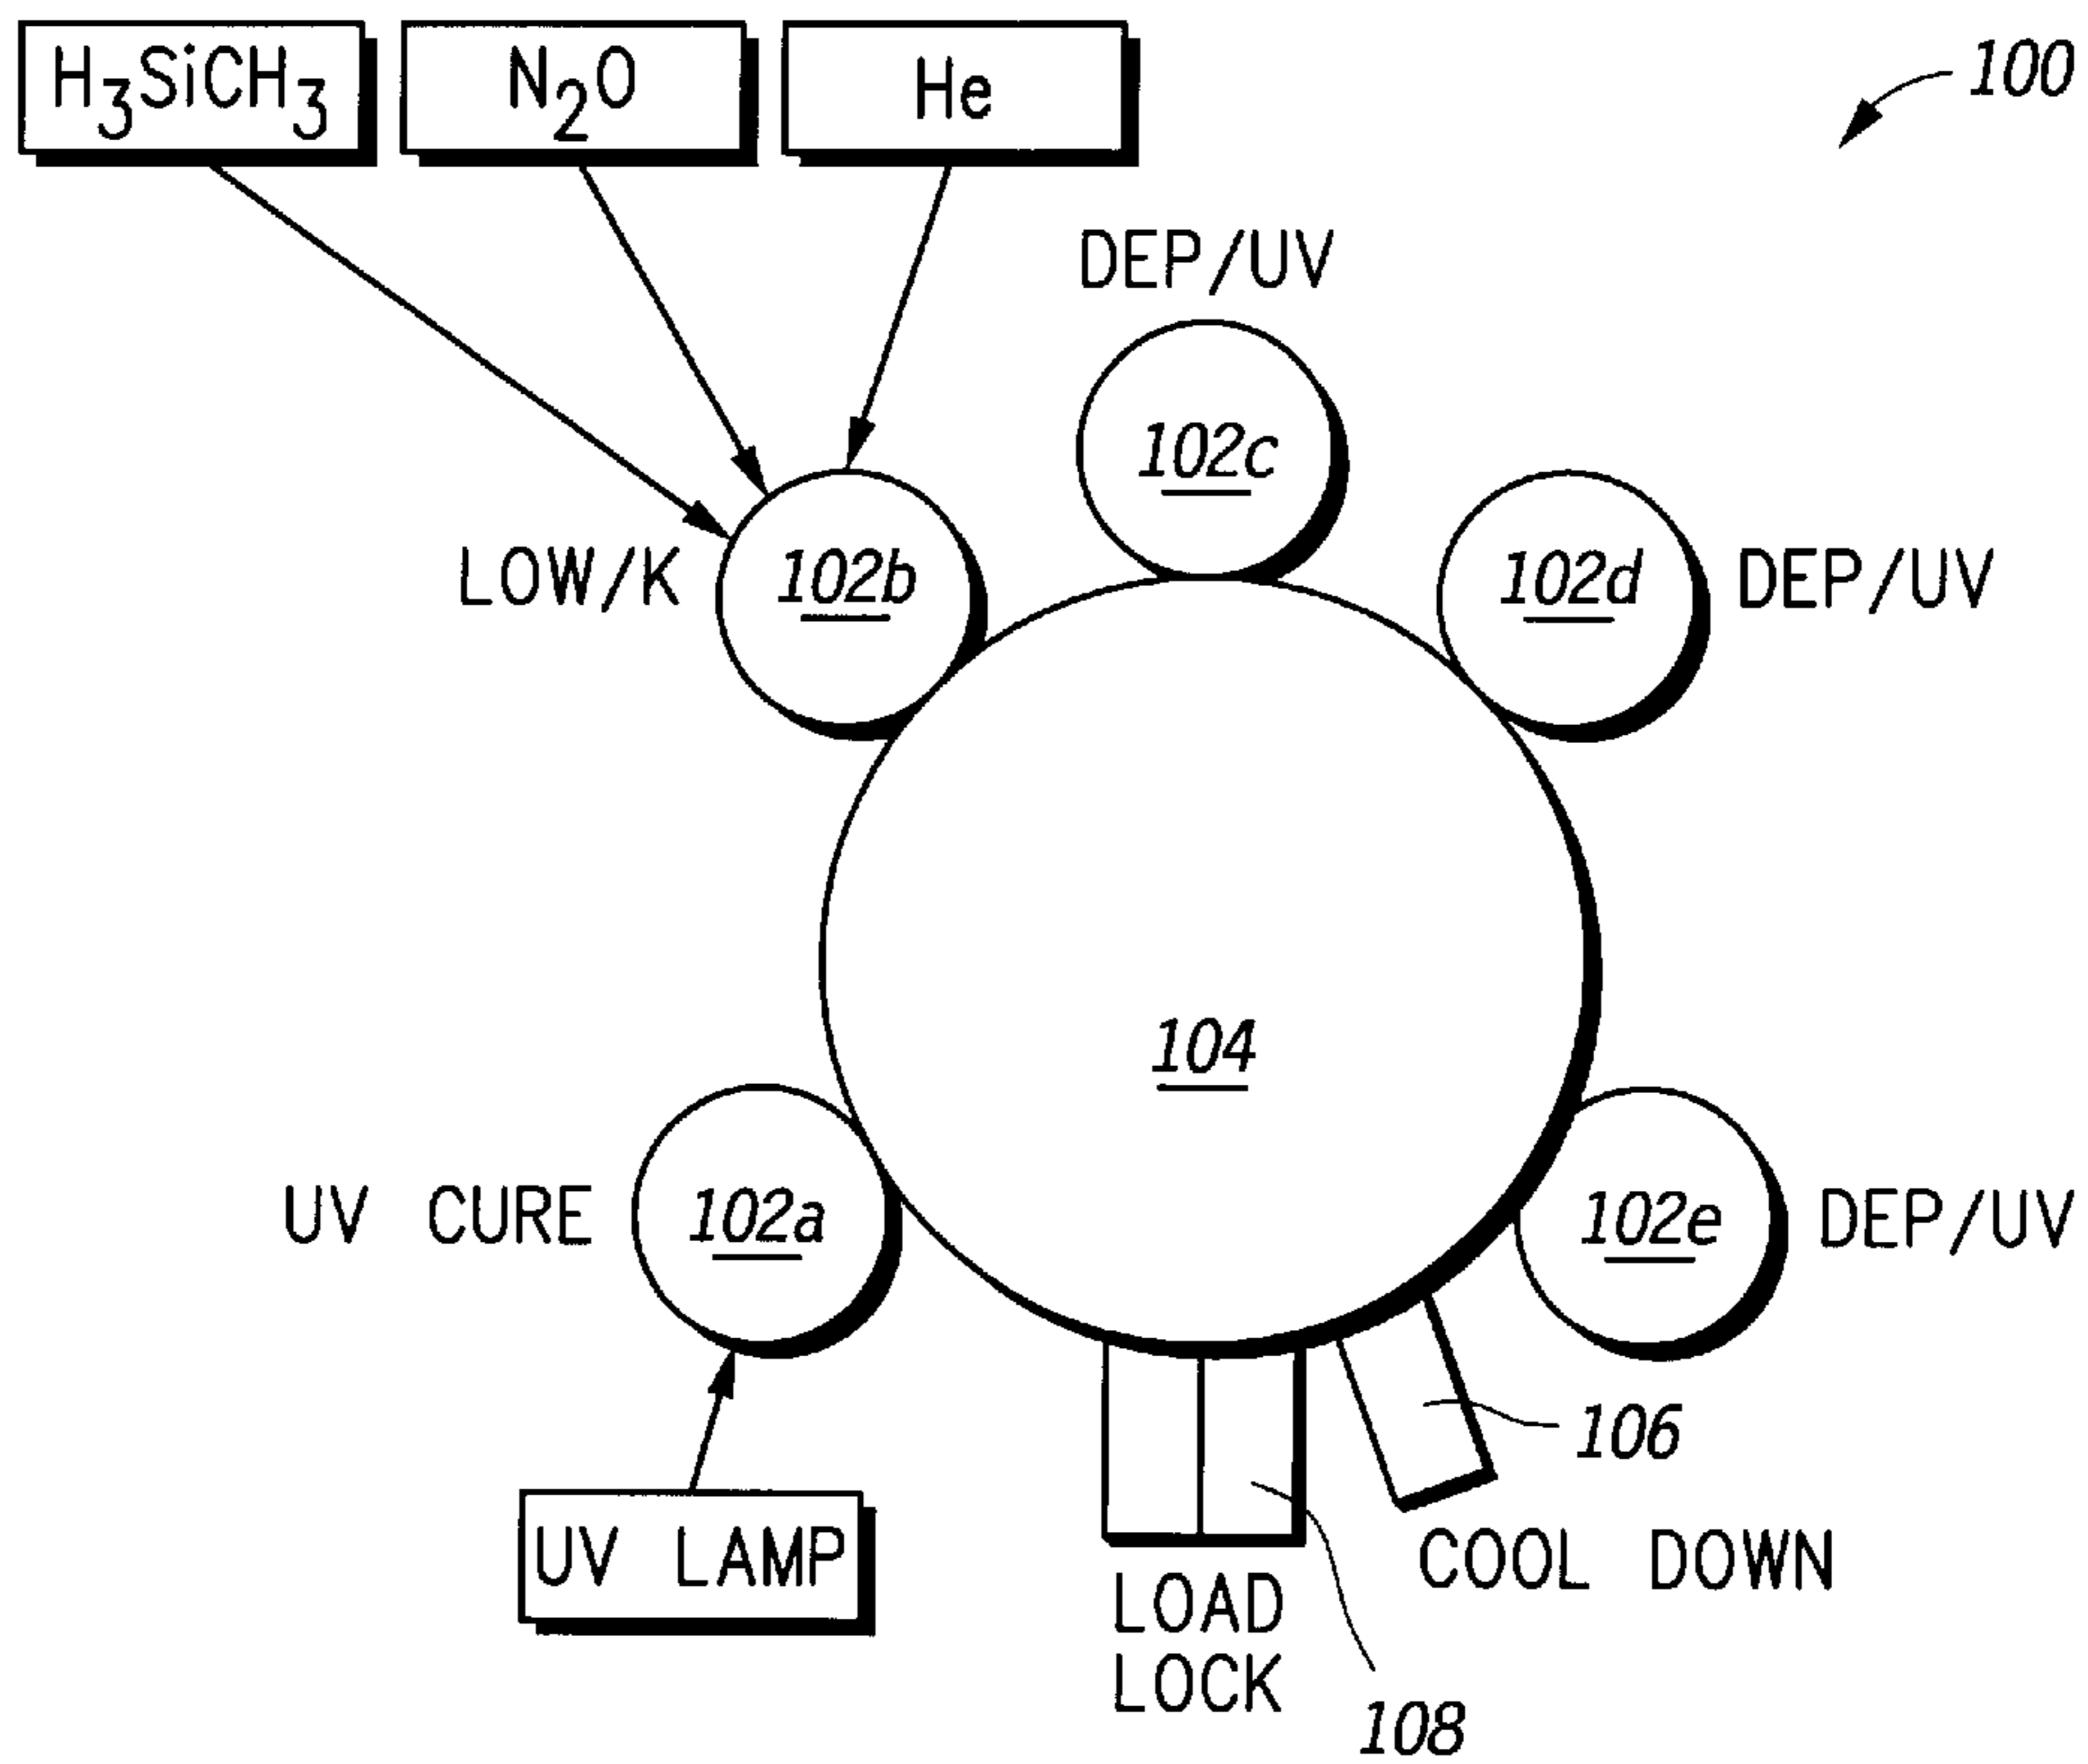 H3SiCH3
N2O
He
100
DEP/UV
102c
LOW/K
102b
102d
DEP/UV
104
UV CURE
102a
102e
DEP/UV
106
UV LAMP
COOL DOWN
LOAD
LOCK
108